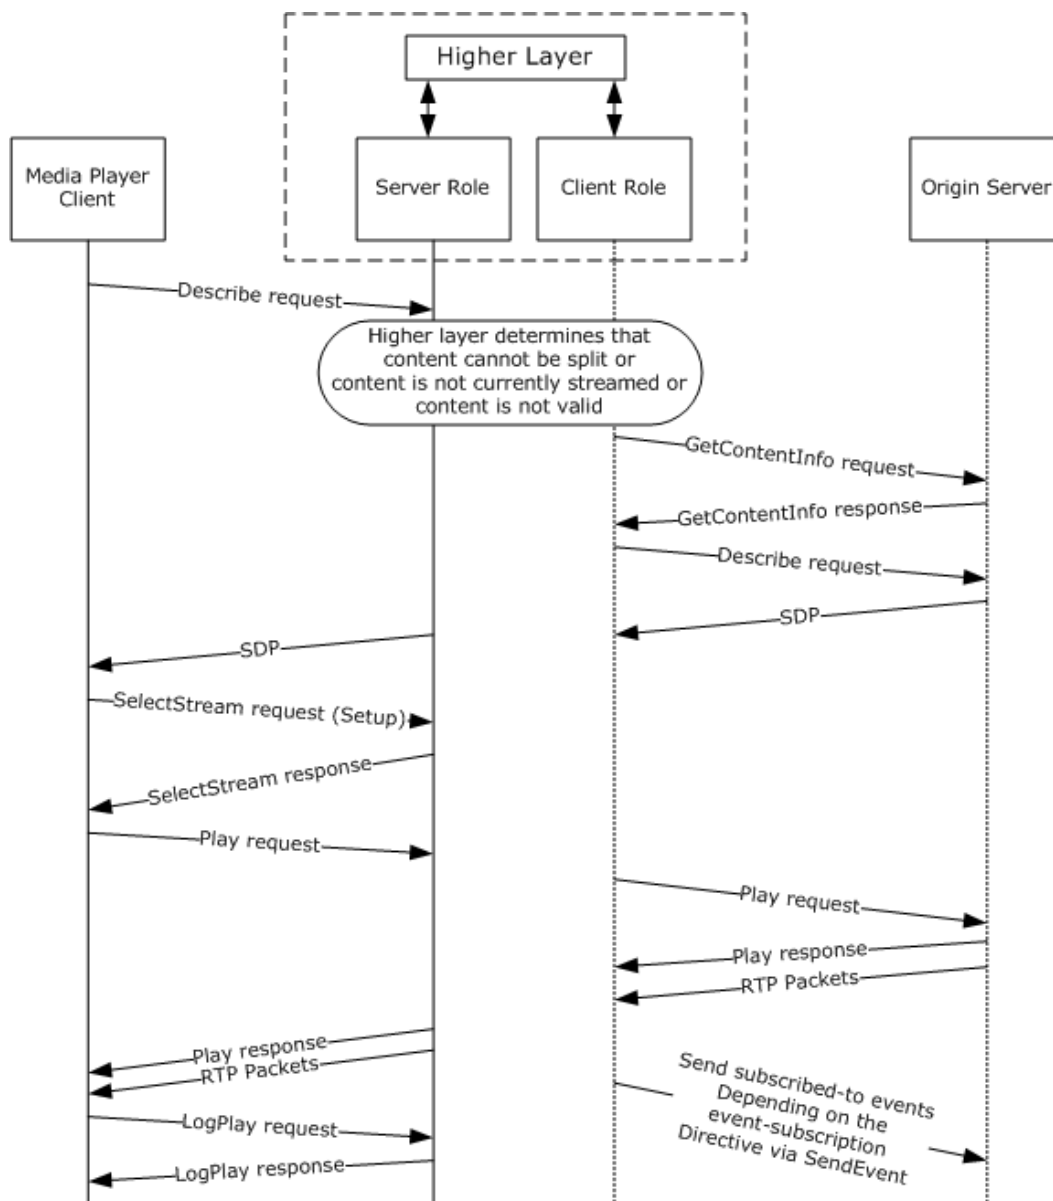 Higher Layer
Media Player
Client
Server Role
Client Role
Origin Server
Describe request
Higher layer determines that
content cannot be split or
content is not currently streamed or
content is not valid
GetContentInfo request
GetContentInfo response
Describe request
SDP
SDP
SelectStream request (Setup)
SelectStream response
Play request
Play request
Play response
RTP Packets
Play response
RTP Packets
Send subscribed-to events
Depending on the
event-subscription
Directive via SendEvent
LogPlay request
LogPlay response